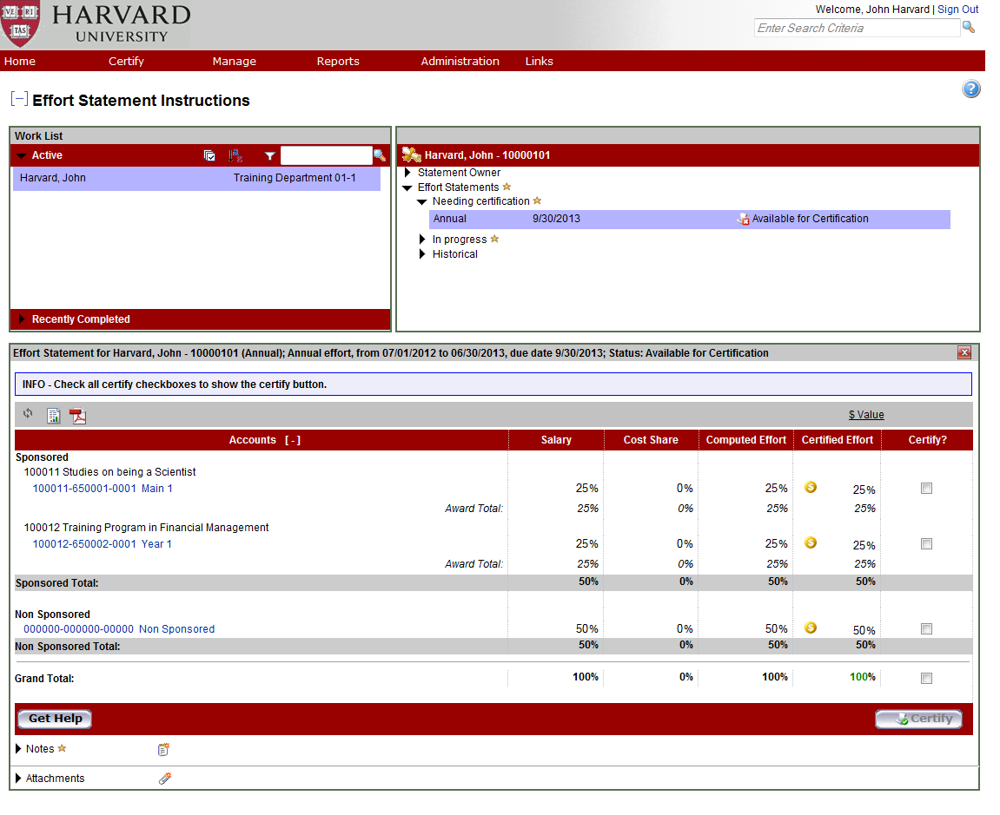 VE RI
TAS
HARVARD
UNIVERSITY
Welcome, John Harvard | Sign Out
Enter Search Criteria
Home Certify Manage Reports Administration Links
[—] Effort Statement Instructions
?
Work List
Active
Harvard, John Training Department 01-1
Recently Completed
Harvard, John - 10000101
Statement Owner
Effort Statements
Needing certification
Annual 9/30/2013 Available for Certification
In progress
Historical
Effort Statement for Harvard, John - 10000101 (Annual); Annual effort, from 07/01/2012 to 06/30/2013, due date 9/30/2013; Status: Available for Certification
INFO - Check all certify checkboxes to show the certify button.
$ Value
Accounts [ - ] Salary Cost Share Computed Effort Certified Effort Certify?
Sponsored
100011 Studies on being a Scientist
100011-650001-0001 Main 1 25% 0% 25% $ 25%
Award Total: 25% 0% 25% 25%
100012 Training Program in Financial Management
100012-650002-0001 Year 1 25% 0% 25% $ 25%
Award Total: 25% 0% 25% 25%
Sponsored Total: 50% 0% 50% 50%
Non Sponsored
000000-000000-00000 Non Sponsored 50% 0% 50% $ 50%
Non Sponsored Total: 50% 0% 50% 50%
Grand Total: 100% 0% 100% 100%
Get Help Certify
Notes
Attachments